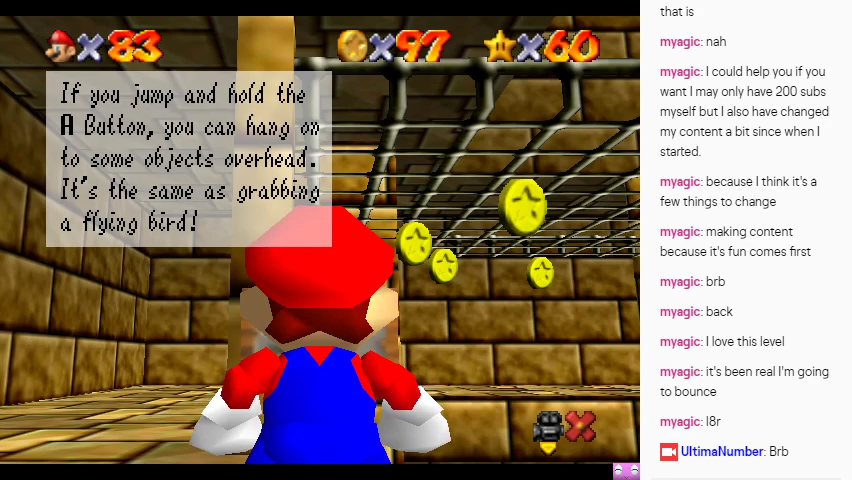 ×83
×97
×60
If you jump and hold the
A Button, you can hang on
to some objects overhead.
It's the same as grabbing
a flying bird!
that is
myagic: nah
myagic: I could help you if you
want I may only have 200 subs
myself but I also have changed
my content a bit since when I
started.
myagic: because I think it's a
few things to change
myagic: making content
because it's fun comes first
myagic: brb
myagic: back
myagic: I love this level
myagic: it's been real I'm going
to bounce
myagic: l8r
UltimaNumber: Brb